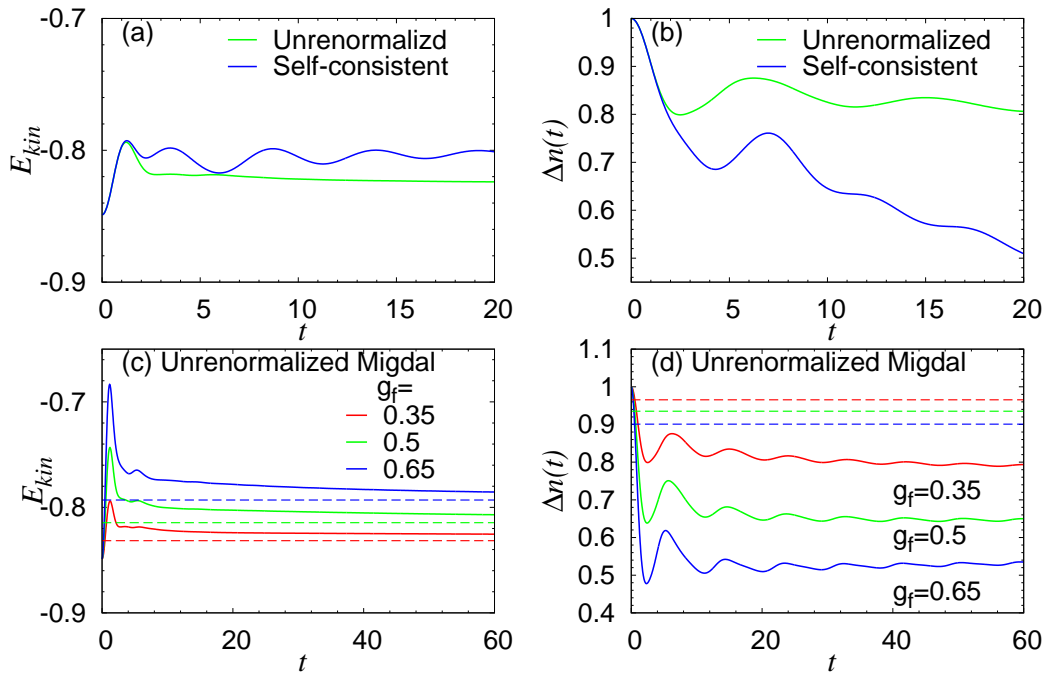 -0.7
-0.8
-0.9
E_kin
(a)
Unrenormalizd
Self-consistent
0
5
10
15
20
t
1
0.9
0.8
0.7
0.6
0.5
Δn(t)
(b)
Unrenormalized
Self-consistent
0
5
10
15
20
t
-0.7
-0.8
-0.9
E_kin
(c) Unrenormalized Migdal
g_f=
0.35
0.5
0.65
0
20
40
60
t
1.1
1
0.9
0.8
0.7
0.6
0.5
0.4
Δn(t)
(d) Unrenormalized Migdal
g_f=0.35
g_f=0.5
g_f=0.65
0
20
40
60
t